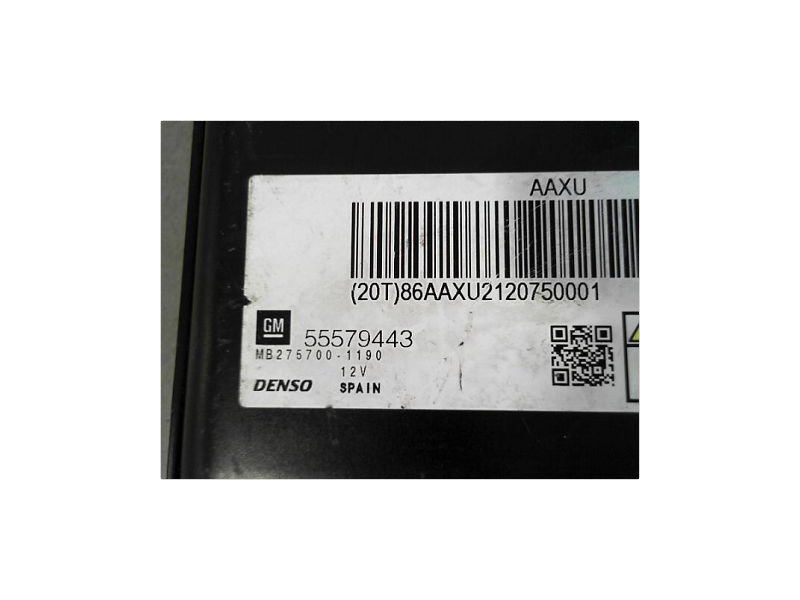 AAXU
(20T)86AAXU2120750001
GM 55579443
MB275700-1190
12V
DENSO SPAIN